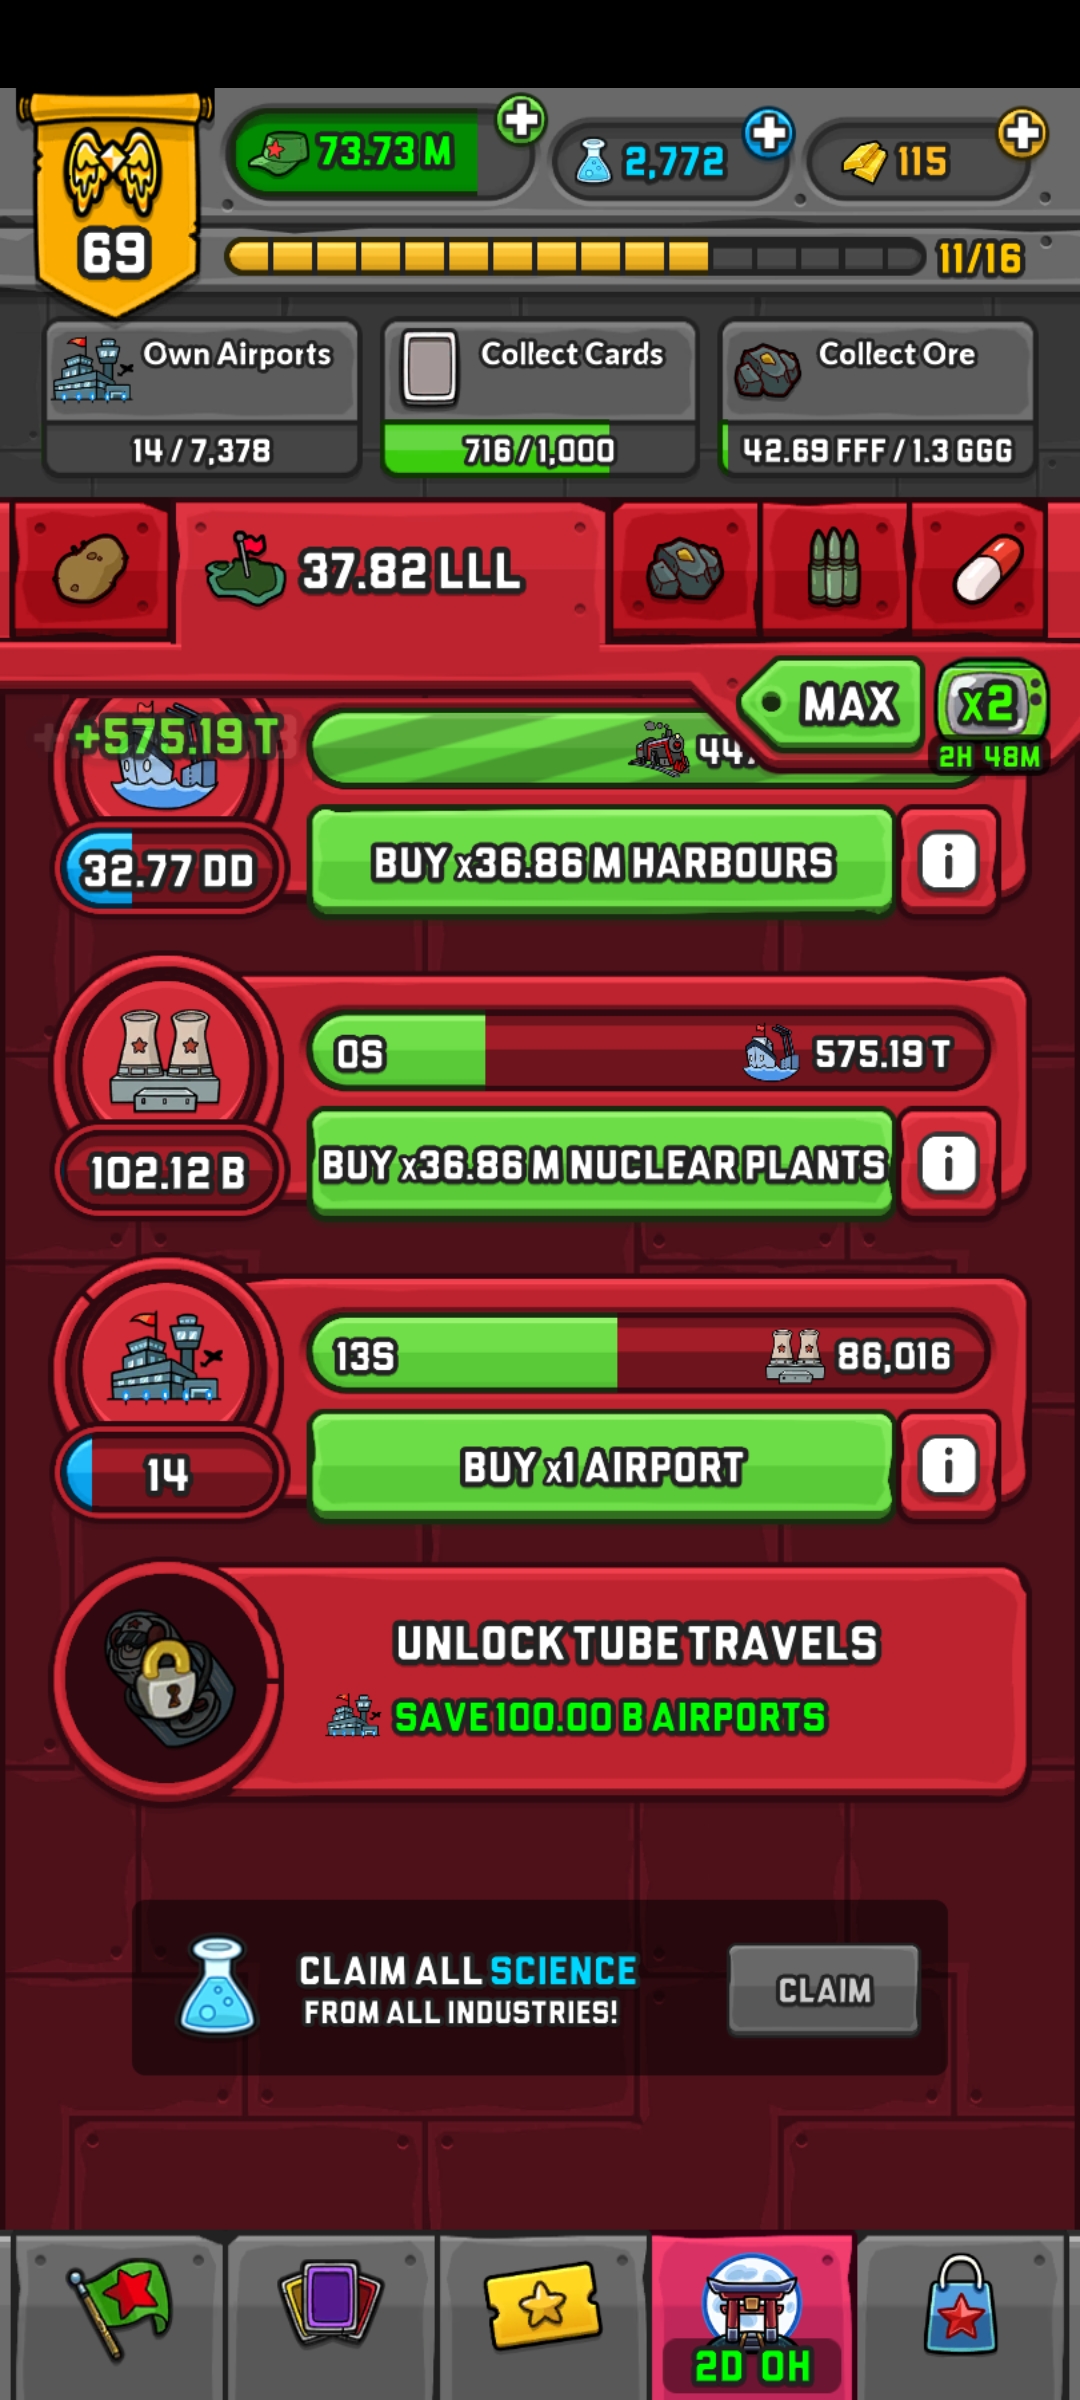 73.73 M
2,772
115
69
11/16
Own Airports
Collect Cards
Collect Ore
14 / 7,378
716 / 1,000
42.69 FFF / 1.3 GGG
37.82 LLL
MAX
x2
2H 48M
+575.19 T
44.
32.77 DD
BUY x36.86 M HARBOURS
i
0S
575.19 T
102.12 B
BUY x36.86 M NUCLEAR PLANTS
i
13S
86,016
14
BUY x1 AIRPORT
i
UNLOCK TUBE TRAVELS
SAVE 100.00 B AIRPORTS
CLAIM ALL SCIENCE
FROM ALL INDUSTRIES!
CLAIM
2D 0H